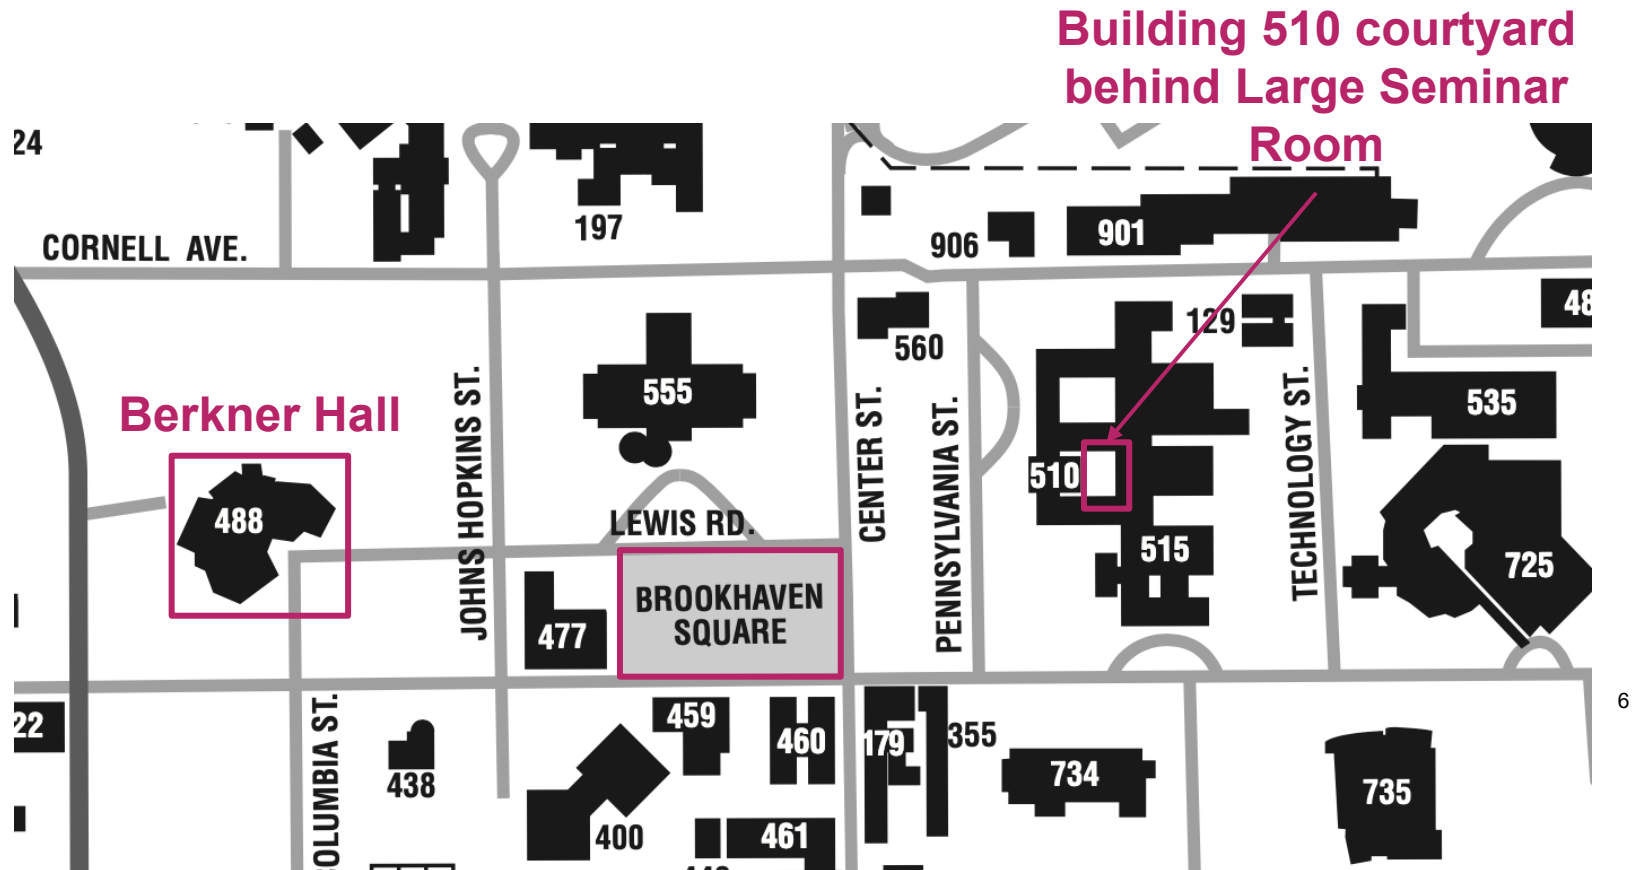 Building 510 courtyard
behind Large Seminar
Room
24
197
CORNELL AVE.
906
901
129
48
560
555
JOHNS HOPKINS ST.
CENTER ST.
PENNSYLVANIA ST.
TECHNOLOGY ST.
535
Berkner Hall
488
510
LEWIS RD.
515
725
BROOKHAVEN
SQUARE
477
6
22
OLUMBIA ST.
459
460
179
355
438
734
735
400
461